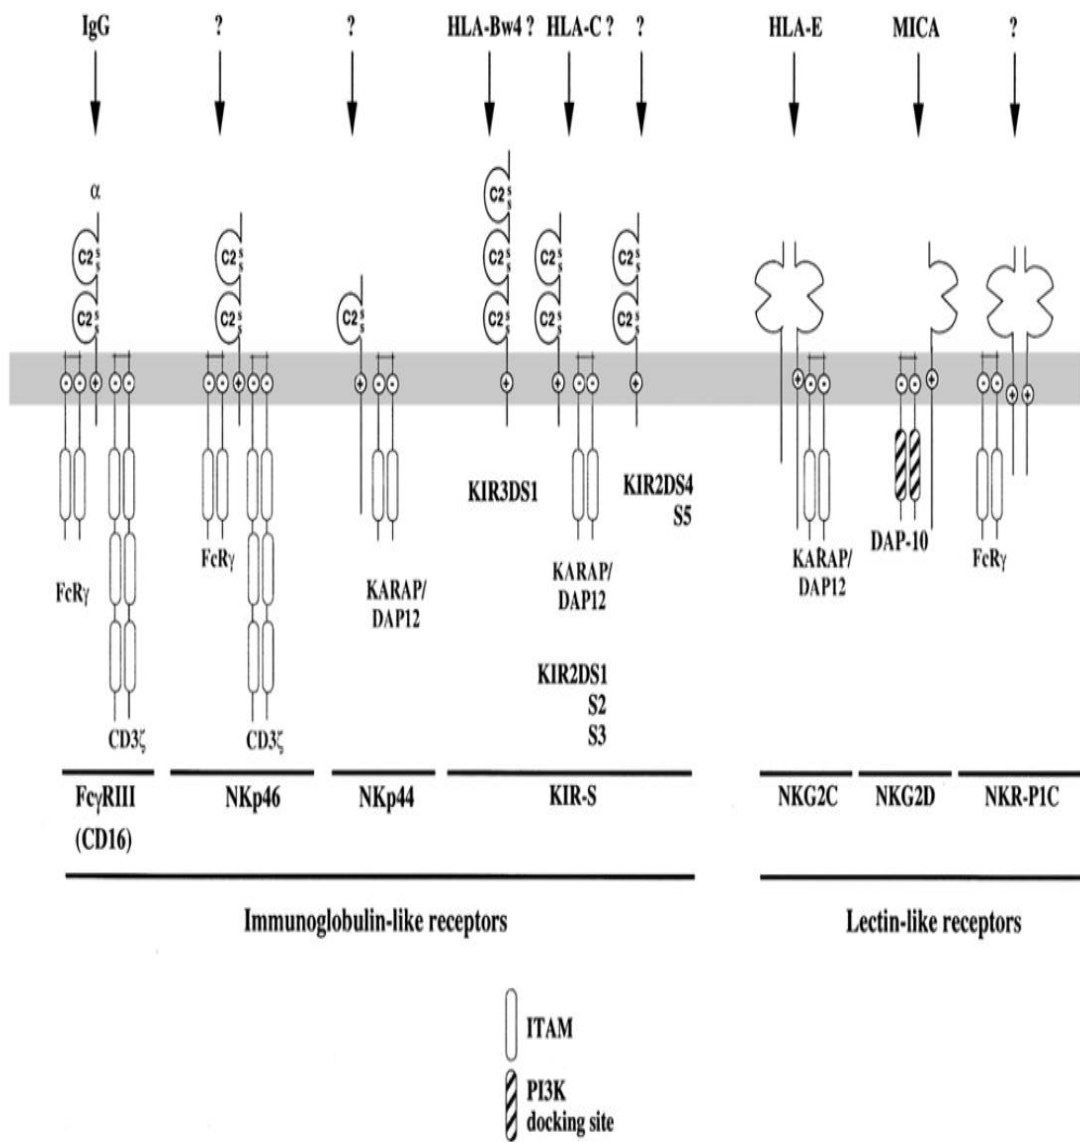 IgG ? ? HLA-Bw4 ? HLA-C ? ? HLA-E MICA ?
α
C2 s s
C2 s s
C2 s s
C2 s s
C2 s s
C2 s s
C2 s s
C2 s s
C2 s s
C2 s s
C2 s s
C2 s s
- - + - - - - + - - + - - + + - - + + - - - - + - - + +
FcRγ
CD3ζ
FcRγ
CD3ζ
KARAP/
DAP12
KIR3DS1
KARAP/
DAP12
KIR2DS1
S2
S3
KIR2DS4
S5
KARAP/
DAP12
DAP-10
FcRγ
FcγRIII
(CD16)
NKp46
NKp44
KIR-S
NKG2C
NKG2D
NKR-P1C
Immunoglobulin-like receptors
Lectin-like receptors
ITAM
PI3K
docking site